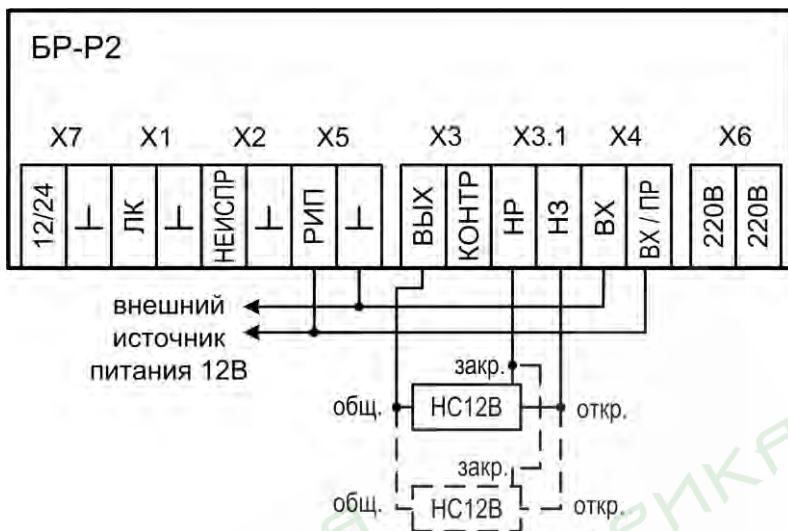 БР-Р2
X7 X1 X2 X5 X3 X3.1 X4 X6
12/24 ЛК НЕИСПР РИП ВЫХ КОНТР НР НЗ ВХ ВХ / ПР 220В 220В
внешний
источник
питания 12В
закр.
общ. НС12В откр.
закр.
общ. НС12В откр.